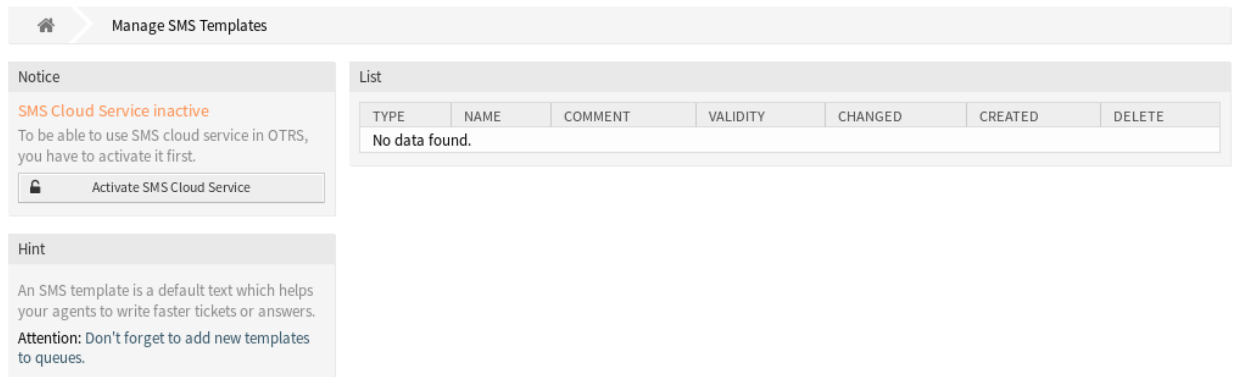 Manage SMS Templates
Notice
SMS Cloud Service inactive
To be able to use SMS cloud service in OTRS,
you have to activate it first.
Activate SMS Cloud Service
Hint
An SMS template is a default text which helps
your agents to write faster tickets or answers.
Attention: Don't forget to add new templates
to queues.
List
TYPE NAME COMMENT VALIDITY CHANGED CREATED DELETE
No data found.